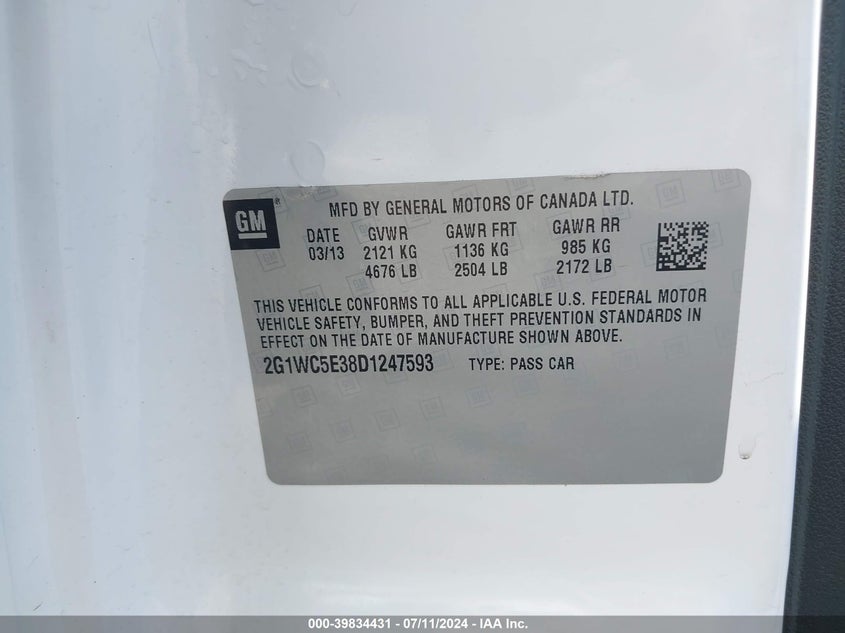 GM
MFD BY GENERAL MOTORS OF CANADA LTD.
DATE GVWR GAWR FRT GAWR RR
03/13 2121 KG 1136 KG 985 KG
4676 LB 2504 LB 2172 LB
THIS VEHICLE CONFORMS TO ALL APPLICABLE U.S. FEDERAL MOTOR
VEHICLE SAFETY, BUMPER, AND THEFT PREVENTION STANDARDS IN
EFFECT ON THE DATE OF MANUFACTURE SHOWN ABOVE.
2G1WC5E38D1247593 TYPE: PASS CAR
000-39834431 - 07/11/2024 - IAA Inc.